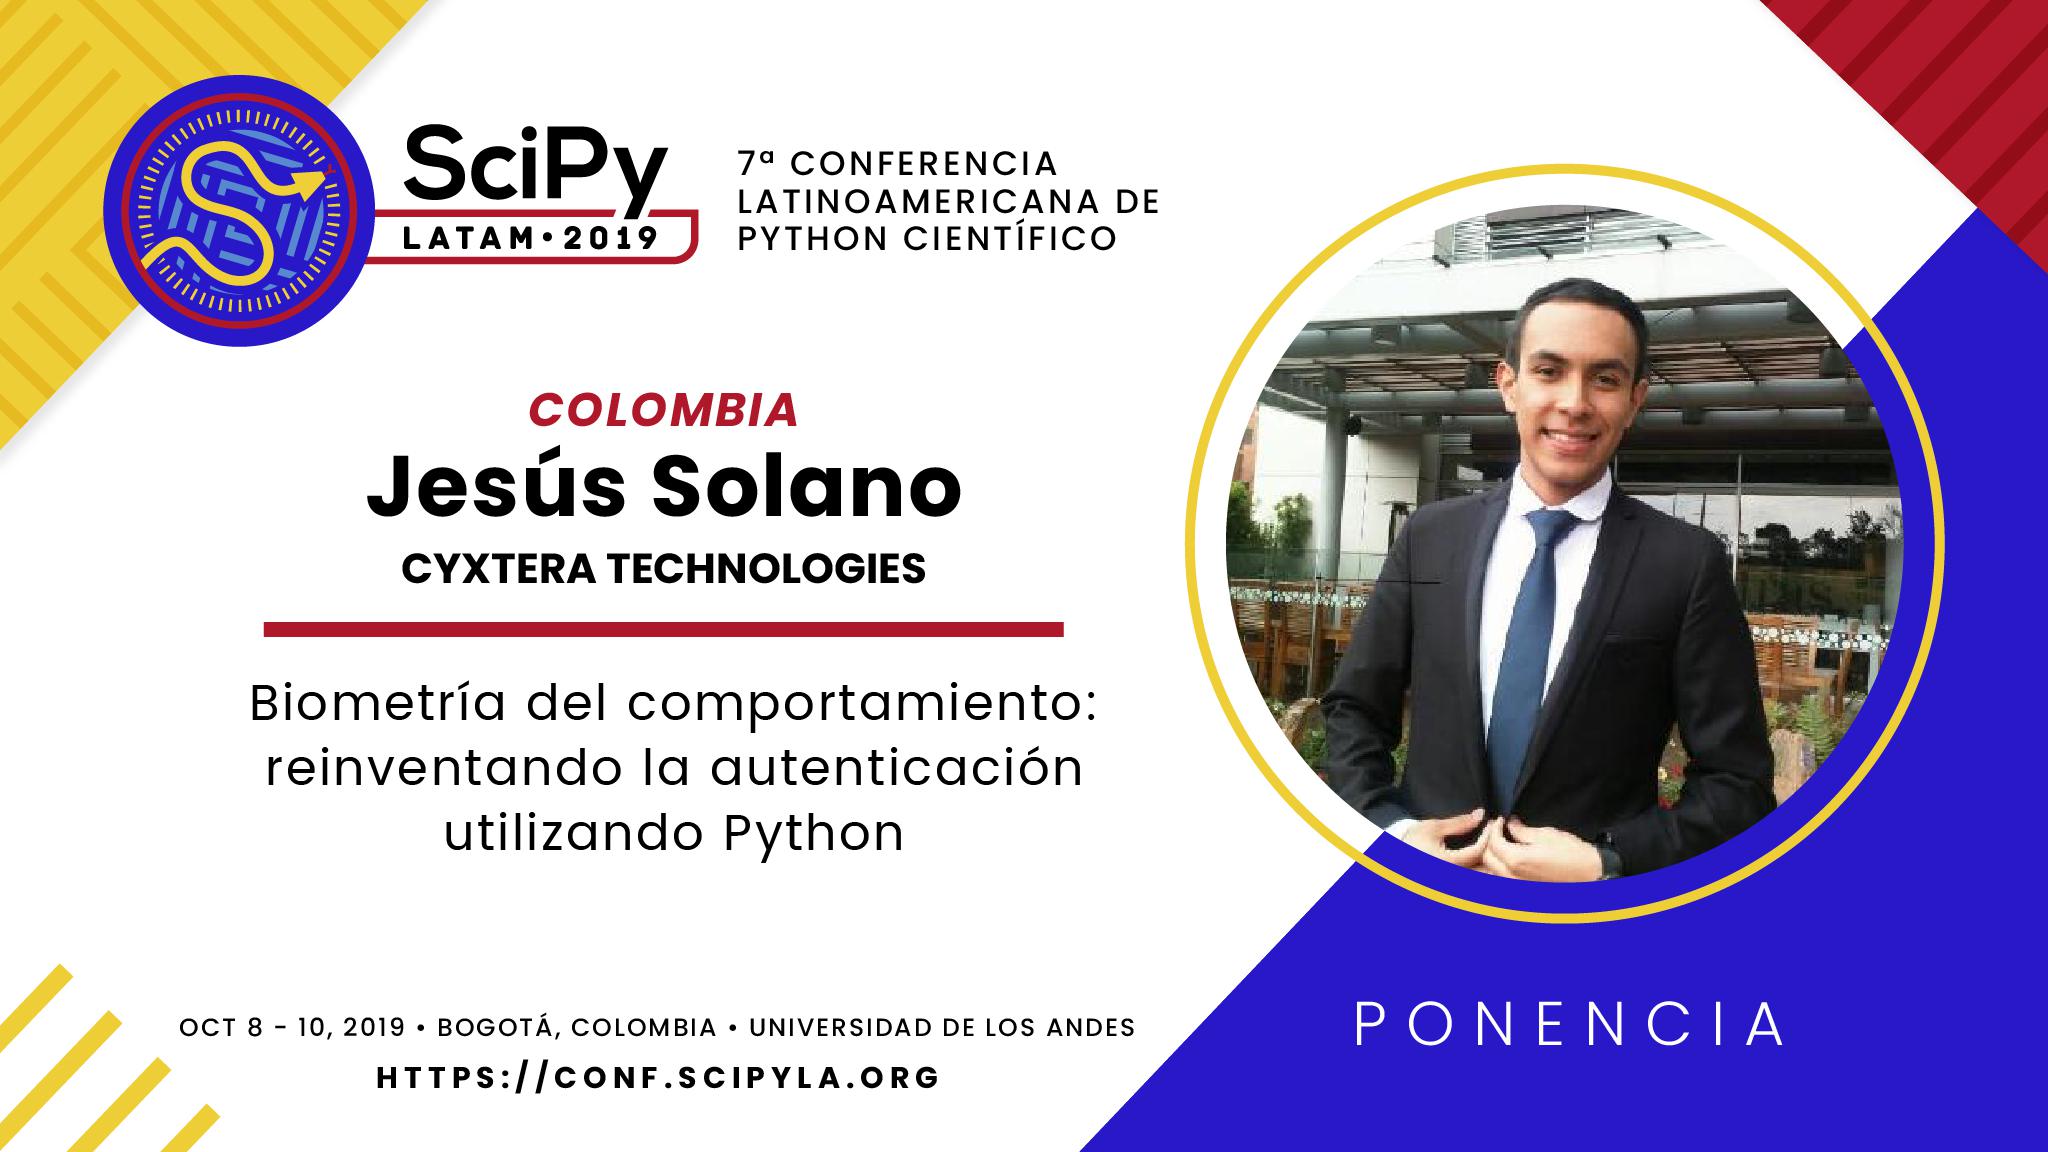 SciPy
LATAM • 2019
7ª CONFERENCIA
LATINOAMERICANA DE
PYTHON CIENTÍFICO
COLOMBIA
Jesús Solano
CYXTERA TECHNOLOGIES
Biometría del comportamiento:
reinventando la autenticación
utilizando Python
OCT 8 - 10, 2019 • BOGOTÁ, COLOMBIA • UNIVERSIDAD DE LOS ANDES
HTTPS://CONF.SCIPYLA.ORG
PONENCIA